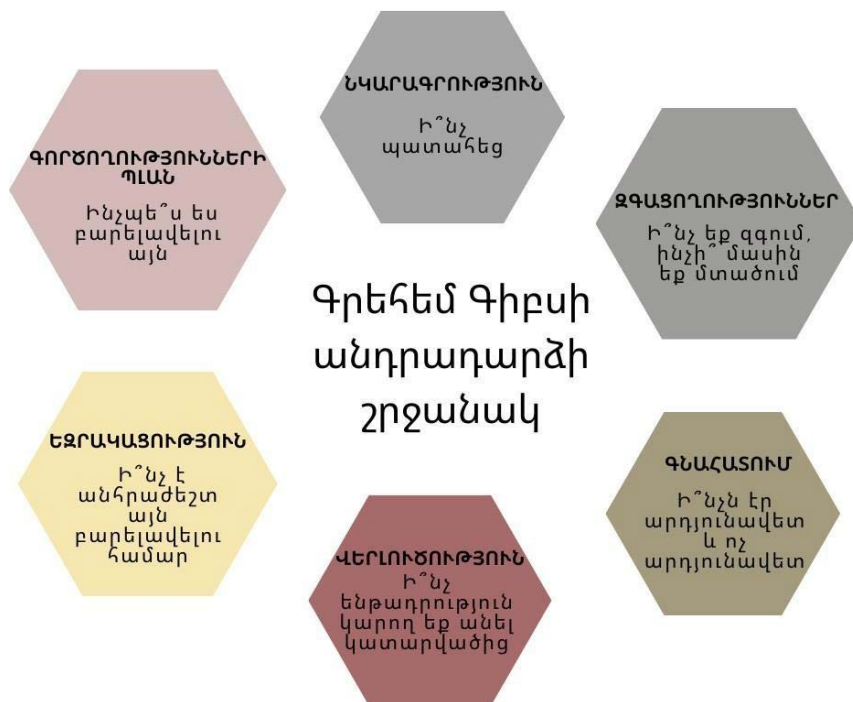 ՆԿԱՐԱԳՐՈՒԹՅՈՒՆ
Ի՞նչ
պատահեց
ԶԳԱՑՈՂՈՒԹՅՈՒՆՆԵՐ
Ի՞նչ եք զգում,
ինչի՞ մասին
եք մտածում
ԳՆԱՀԱՏՈՒՄ
Ի՞նչն էր
արդյունավետ
և ոչ
արդյունավետ
ՎԵՐԼՈՒԾՈՒԹՅՈՒՆ
Ի՞նչ
ենթադրություն
կարող եք անել
կատարվածից
ԵԶՐԱԿԱՑՈՒԹՅՈՒՆ
Ի՞նչ է
անհրաժեշտ
այն
բարելավելու
համար
ԳՈՐԾՈՂՈՒԹՅՈՒՆՆԵՐԻ
ՊԼԱՆ
Ինչպե՞ս ես
բարելավելու
այն
Գրեհեմ Գիբսի
անդրադարձի
շրջանակ